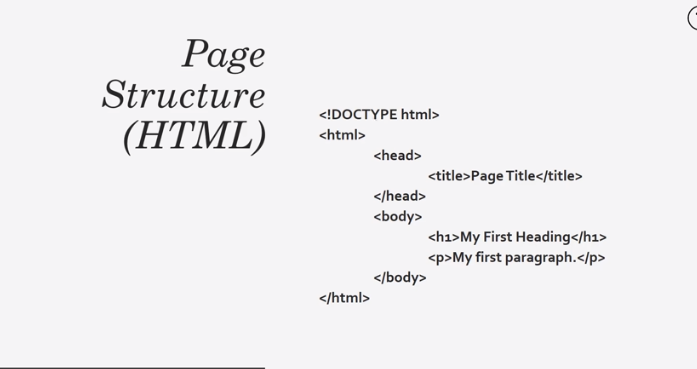 Page
Structure
(HTML)
<!DOCTYPE html>
<html>
<head>
<title>Page Title</title>
</head>
<body>
<h1>My First Heading</h1>
<p>My first paragraph.</p>
</body>
</html>